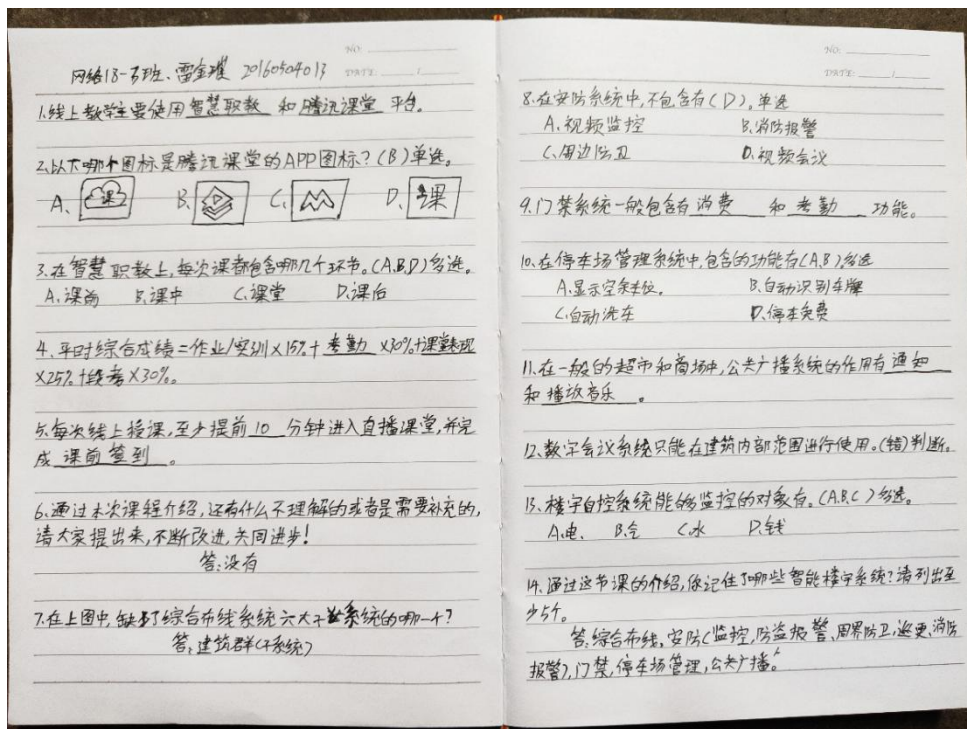 NO:
DATE: / 
网络18-3班、雷金璀 20160504013
1.线上教学主要使用智慧职教 和腾讯课堂 平台。
2.以下哪个图标是腾讯课堂的APP图标?(B)单选。
A、课 B、 C、 D、课
3.在智慧职教上,每次课都包含哪几个环节。(A.B.D)多选。
A、课前 B.课中 C、课堂 D、课后
4.平时综合成绩=作业/实训×15%+考勤×30%+课堂表现
×25%+段考×30%。
5.每次线上授课,至少提前10分钟进入直播课堂,并完
成 课前签到 。
6.通过本次课程介绍,还有什么不理解的或者是需要补充的,
请大家提出来,不断改进,共同进步!
答:没有
7.在上图中,缺了综合布线系统六大子系统的哪一个?
答:建筑群(子系统)
NO:
DATE: / 
8.在安防系统中,不包含有(D)。单选
A、视频监控 B、消防报警
C、周边防卫 D、视频会议
9.门禁系统一般包含有 消费 和 考勤 功能。
10.在停车场管理系统中,包含的功能有(A.B)多选
A.显示空余车位。 B、自动识别车牌
C、自动洗车 D、停车免费
11.在一般的超市和商场中,公共广播系统的作用有 通知
和 播放音乐 。
12.数字会议系统只能在建筑内部范围进行使用。(错)判断。
13.楼宇自控系统能够监控的对象有。(A.B.C)多选。
A.电、 B.气 C、水 D.钱
14.通过这节课的介绍,你记住了哪些智能楼宇系统?请列出至
少5个。
答:综合布线,安防(监控,防盗报警,周界防卫,巡更,消防
报警),门禁,停车场管理,公共广播。